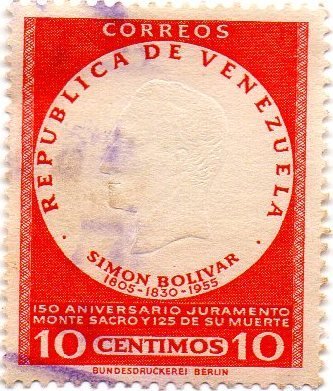 CORREOS
REPUBLICA DE VENEZUELA
· SIMON BOLIVAR ·
1805-1830-1955
150 ANIVERSARIO JURAMENTO
MONTE SACRO Y 125 DE SU MUERTE
10 CENTIMOS 10
BUNDESDRUCKEREI BERLIN